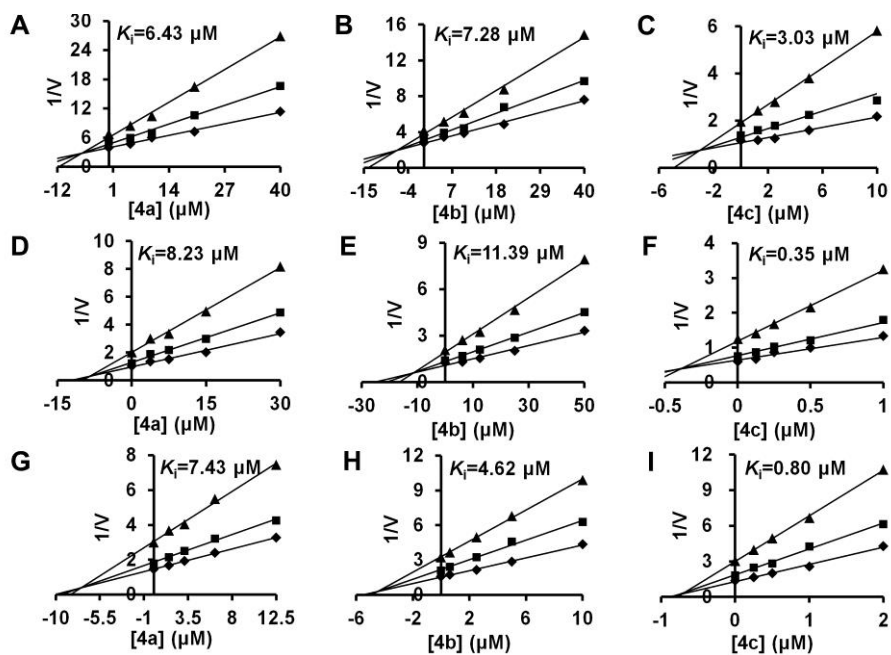 A
Kᵢ=6.43 µM
30
24
18
12
6
0
1/V
-12 1 14 27 40
[4a] (µM)
B
Kᵢ=7.28 µM
16
12
8
4
0
1/V
-15 -4 7 18 29 40
[4b] (µM)
C
Kᵢ=3.03 µM
6
4
2
0
1/V
-6 -2 2 6 10
[4c] (µM)
D
Kᵢ=8.23 µM
10
8
6
4
2
0
1/V
-15 0 15 30
[4a] (µM)
E
Kᵢ=11.39 µM
9
6
3
0
1/V
-30 -10 10 30 50
[4b] (µM)
F
Kᵢ=0.35 µM
4
3
2
1
0
1/V
-0.5 0 0.5 1
[4c] (µM)
G
Kᵢ=7.43 µM
8
6
4
2
0
1/V
-10 -5.5 -1 3.5 8 12.5
[4a] (µM)
H
Kᵢ=4.62 µM
12
9
6
3
0
1/V
-6 -2 2 6 10
[4b] (µM)
I
Kᵢ=0.80 µM
12
9
6
3
0
1/V
-1 0 1 2
[4c] (µM)